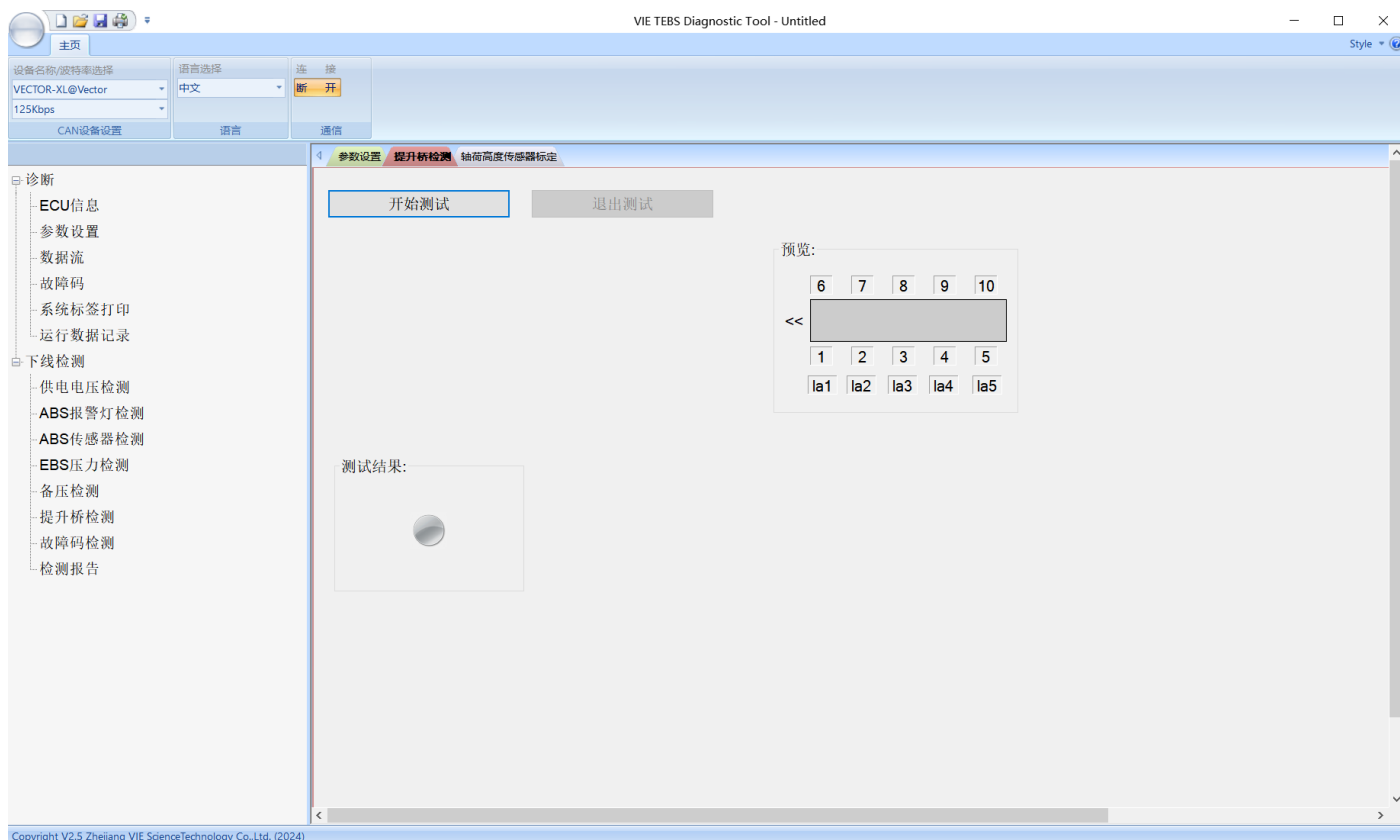 VIE TEBS Diagnostic Tool - Untitled
主页
Style
设备名称/波特率选择
语言选择
连 接
VECTOR-XL@Vector
中文
断 开
125Kbps
CAN设备设置
语言
通信
参数设置
提升桥检测
轴荷高度传感器标定
诊断
ECU信息
参数设置
数据流
故障码
系统标签打印
运行数据记录
下线检测
供电电压检测
ABS报警灯检测
ABS传感器检测
EBS压力检测
备压检测
提升桥检测
故障码检测
检测报告
开始测试
退出测试
预览:
6 7 8 9 10
<<
1 2 3 4 5
la1 la2 la3 la4 la5
测试结果:
Copyright V2.5 Zhejiang VIE ScienceTechnology Co.,Ltd. (2024)